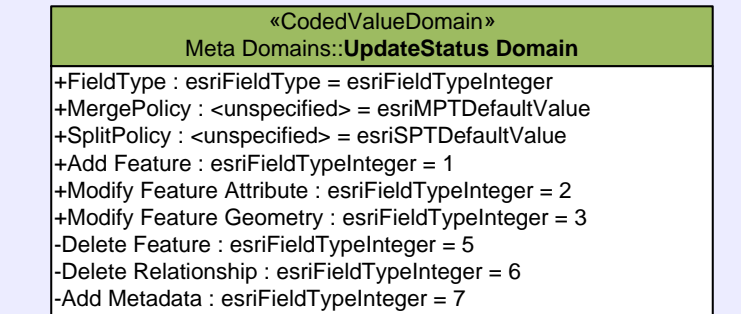 «CodedValueDomain»
Meta Domains::UpdateStatus Domain
+FieldType : esriFieldType = esriFieldTypeInteger
+MergePolicy : <unspecified> = esriMPTDefaultValue
+SplitPolicy : <unspecified> = esriSPTDefaultValue
+Add Feature : esriFieldTypeInteger = 1
+Modify Feature Attribute : esriFieldTypeInteger = 2
+Modify Feature Geometry : esriFieldTypeInteger = 3
-Delete Feature : esriFieldTypeInteger = 5
-Delete Relationship : esriFieldTypeInteger = 6
-Add Metadata : esriFieldTypeInteger = 7